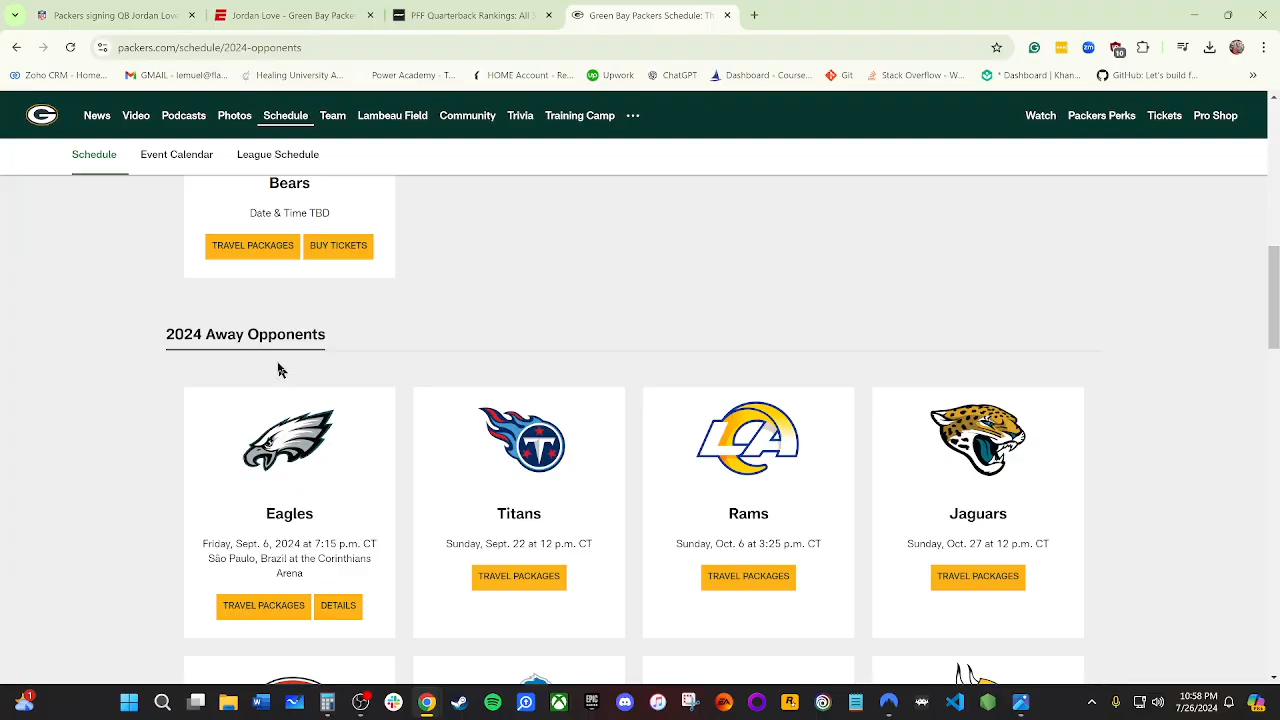 Packers signing quarterback Jo
Jordan Love - Green Bay Packe
PFF Quarterback Rankings: All 3
Green Bay Packers Schedule: Th
packers.com/schedule/2024-opponents
10
Zoho CRM - Home...
GMAIL - lemuel@fla...
Healing University A...
Power Academy - T...
HOME Account - Re...
Upwork
ChatGPT
Dashboard - Course...
Git
Stack Overflow - W...
* Dashboard | Khan...
GitHub: Let's build f...
News Video Podcasts Photos Schedule Team Lambeau Field Community Trivia Training Camp ••• Watch Packers Perks Tickets Pro Shop
Schedule Event Calendar League Schedule
Bears
Date & Time TBD
TRAVEL PACKAGES BUY TICKETS
2024 Away Opponents
Eagles
Friday, Sept. 6, 2024 at 7:15 p.m. CT
São Paulo, Brazil at the Corinthians
Arena
TRAVEL PACKAGES DETAILS
Titans
Sunday, Sept. 22 at 12 p.m. CT
TRAVEL PACKAGES
LA
Rams
Sunday, Oct. 6 at 3:25 p.m. CT
TRAVEL PACKAGES
Jaguars
Sunday, Oct. 27 at 12 p.m. CT
TRAVEL PACKAGES
1
10:58 PM
7/26/2024